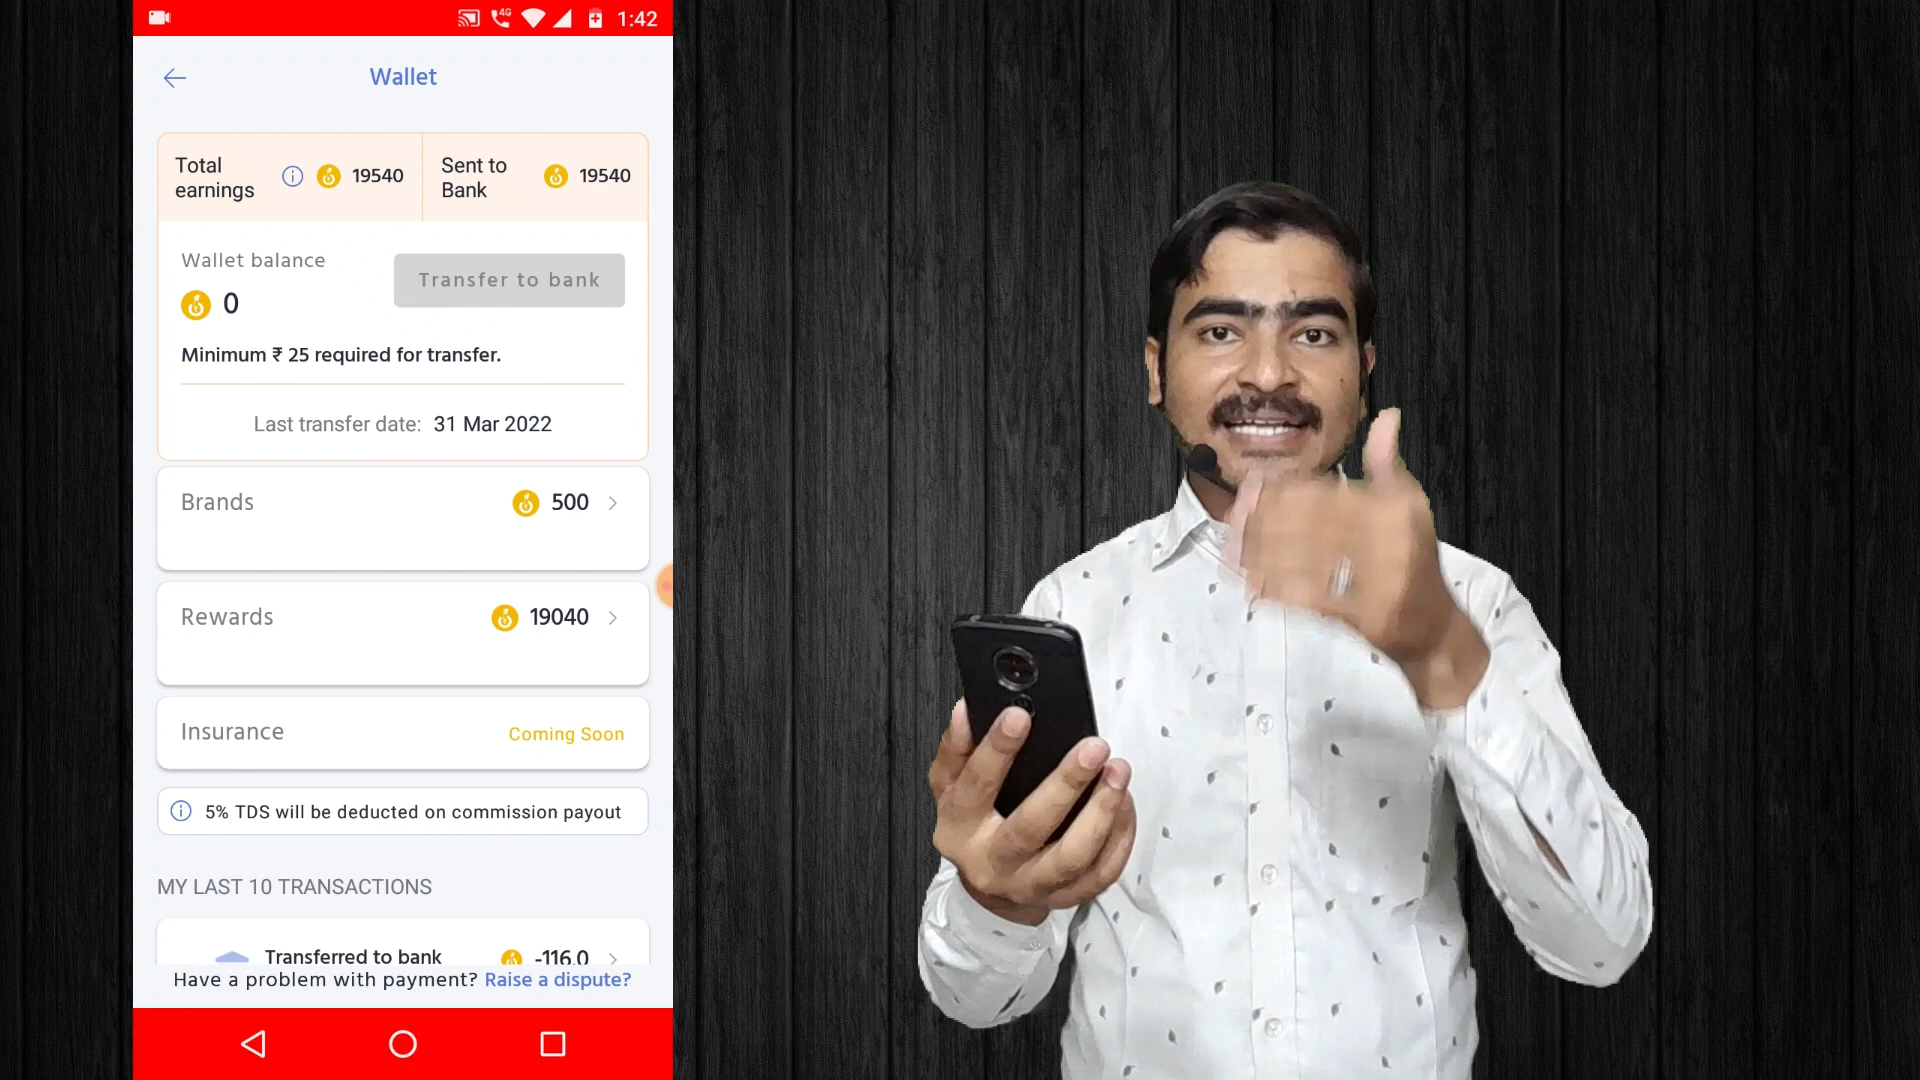 4G 1:42
Wallet
Total earnings 19540
Sent to Bank 19540
Wallet balance
0
Transfer to bank
Minimum ₹ 25 required for transfer.
Last transfer date: 31 Mar 2022
Brands 500
Rewards 19040
Insurance Coming Soon
5% TDS will be deducted on commission payout
MY LAST 10 TRANSACTIONS
Transferred to bank -116.0
Have a problem with payment? Raise a dispute?